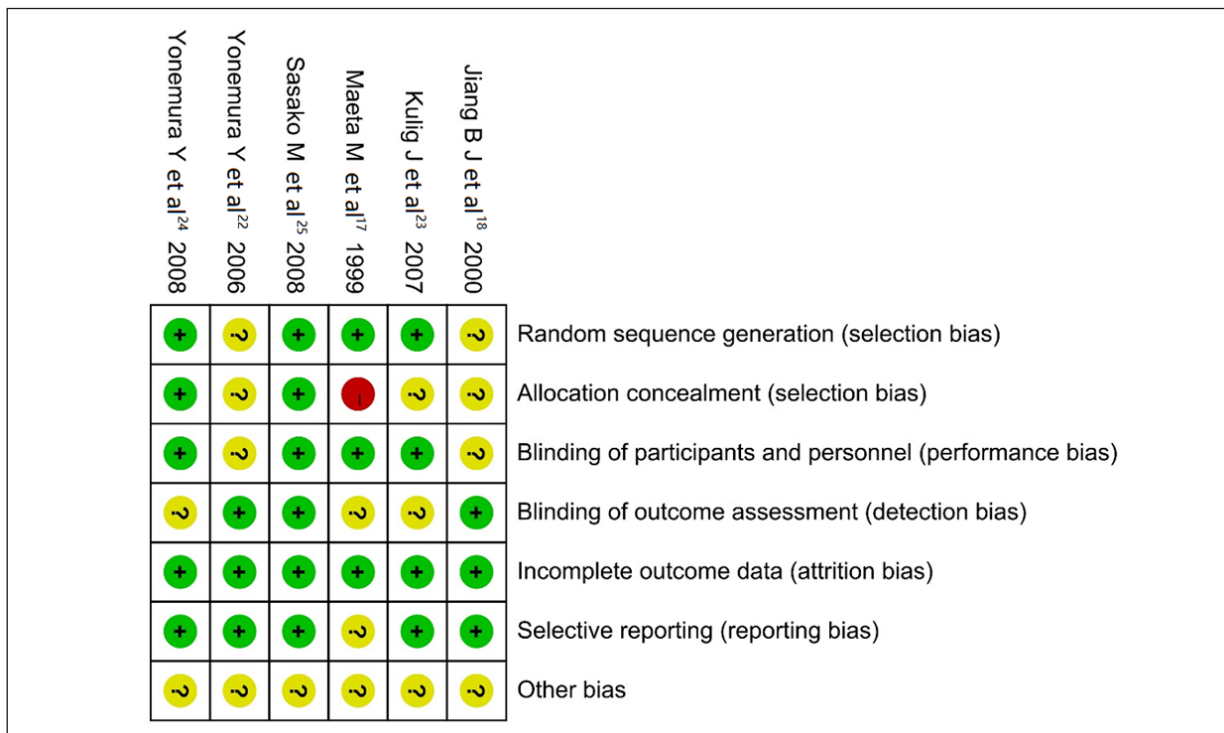 Yonemura Y et al24 2008
Yonemura Y et al22 2006
Sasako M et al25 2008
Maeta M et al17 1999
Kulig J et al23 2007
Jiang B J et al18 2000
+ ? + + + ? Random sequence generation (selection bias)
+ ? + – ? ? Allocation concealment (selection bias)
+ ? + + + ? Blinding of participants and personnel (performance bias)
? + + ? ? + Blinding of outcome assessment (detection bias)
+ + + + + + Incomplete outcome data (attrition bias)
+ + + ? + + Selective reporting (reporting bias)
? ? ? ? ? ? Other bias